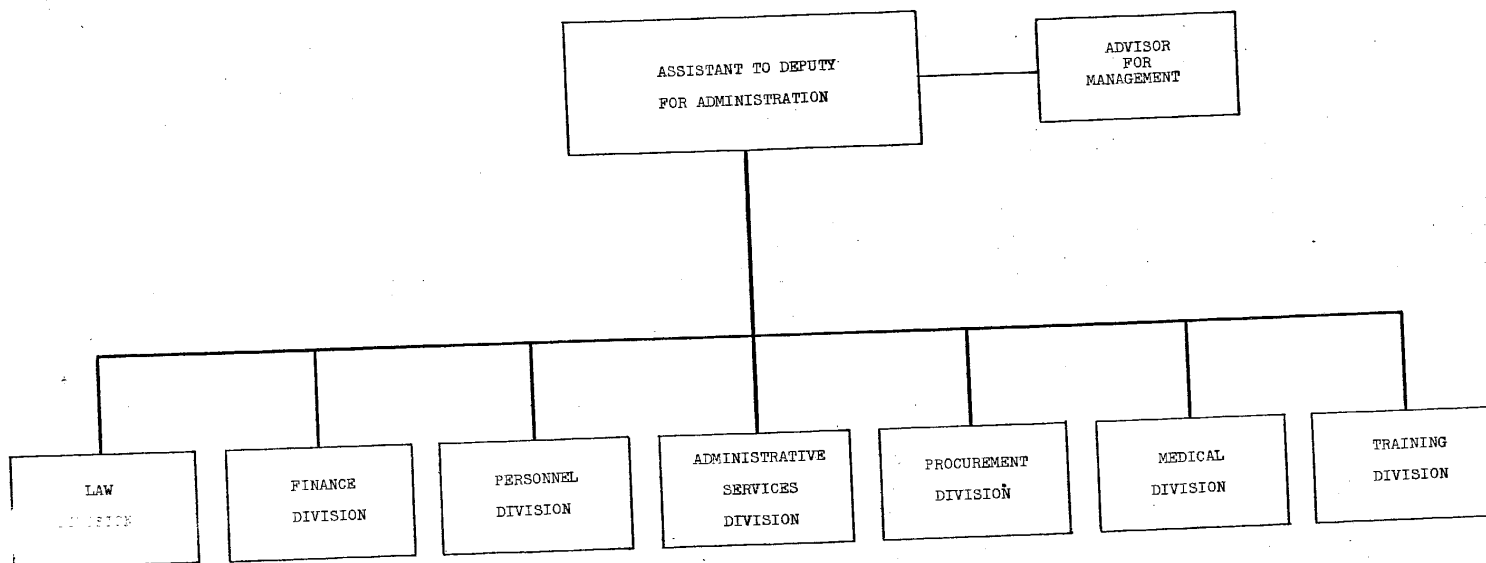 ASSISTANT TO DEPUTY
FOR ADMINISTRATION
ADVISOR
FOR
MANAGEMENT
LAW
FINANCE
DIVISION
PERSONNEL
DIVISION
ADMINISTRATIVE
SERVICES
DIVISION
PROCUREMENT
DIVISION
MEDICAL
DIVISION
TRAINING
DIVISION